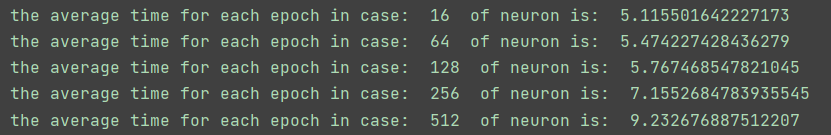 the average time for each epoch in case:  16  of neuron is:  5.115501642227173
the average time for each epoch in case:  64  of neuron is:  5.474227428436279
the average time for each epoch in case:  128  of neuron is:  5.767468547821045
the average time for each epoch in case:  256  of neuron is:  7.1552684783935545
the average time for each epoch in case:  512  of neuron is:  9.232676887512207